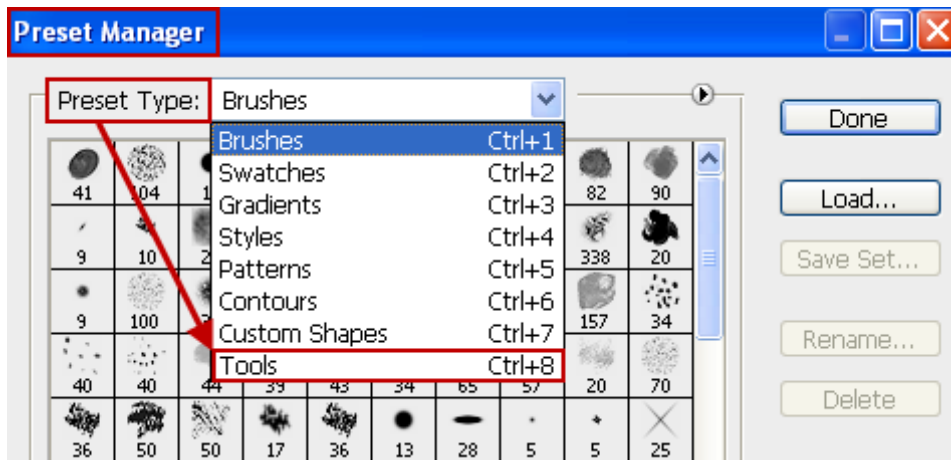 Preset Manager
Preset Type: Brushes
Done
Brushes Ctrl+1
Swatches Ctrl+2
Gradients Ctrl+3
Styles Ctrl+4
Patterns Ctrl+5
Contours Ctrl+6
Custom Shapes Ctrl+7
Tools Ctrl+8
Load...
Save Set...
Rename...
Delete
41 104 82 90
9 10 338 20
9 100 157 34
40 40 44 39 43 34 65 57 20 70
36 50 50 17 36 13 28 5 5 25